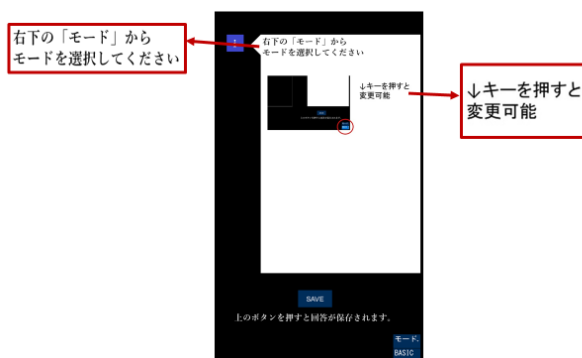 右下の「モード」から
モードを選択してください
右下の「モード」から
モードを選択してください
↓キーを押すと
変更可能
↓キーを押すと
変更可能
SAVE
上のボタンを押すと回答が保存されます。
モード、
BASIC